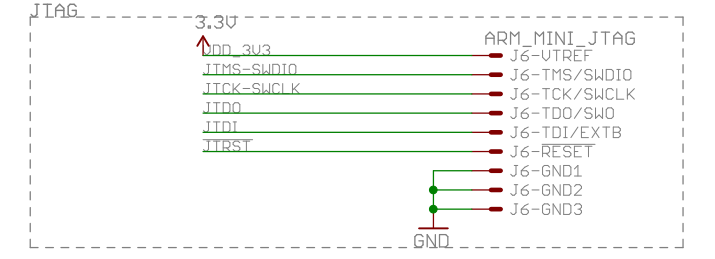 JTAG
3.3V
ARM_MINI_JTAG
VDD_3V3 J6-VTREF
JTMS-SWDIO J6-TMS/SWDIO
JTCK-SWCLK J6-TCK/SWCLK
JTDO J6-TDO/SWO
JTDI J6-TDI/EXTB
JTRST J6-RESET
J6-GND1
J6-GND2
J6-GND3
GND